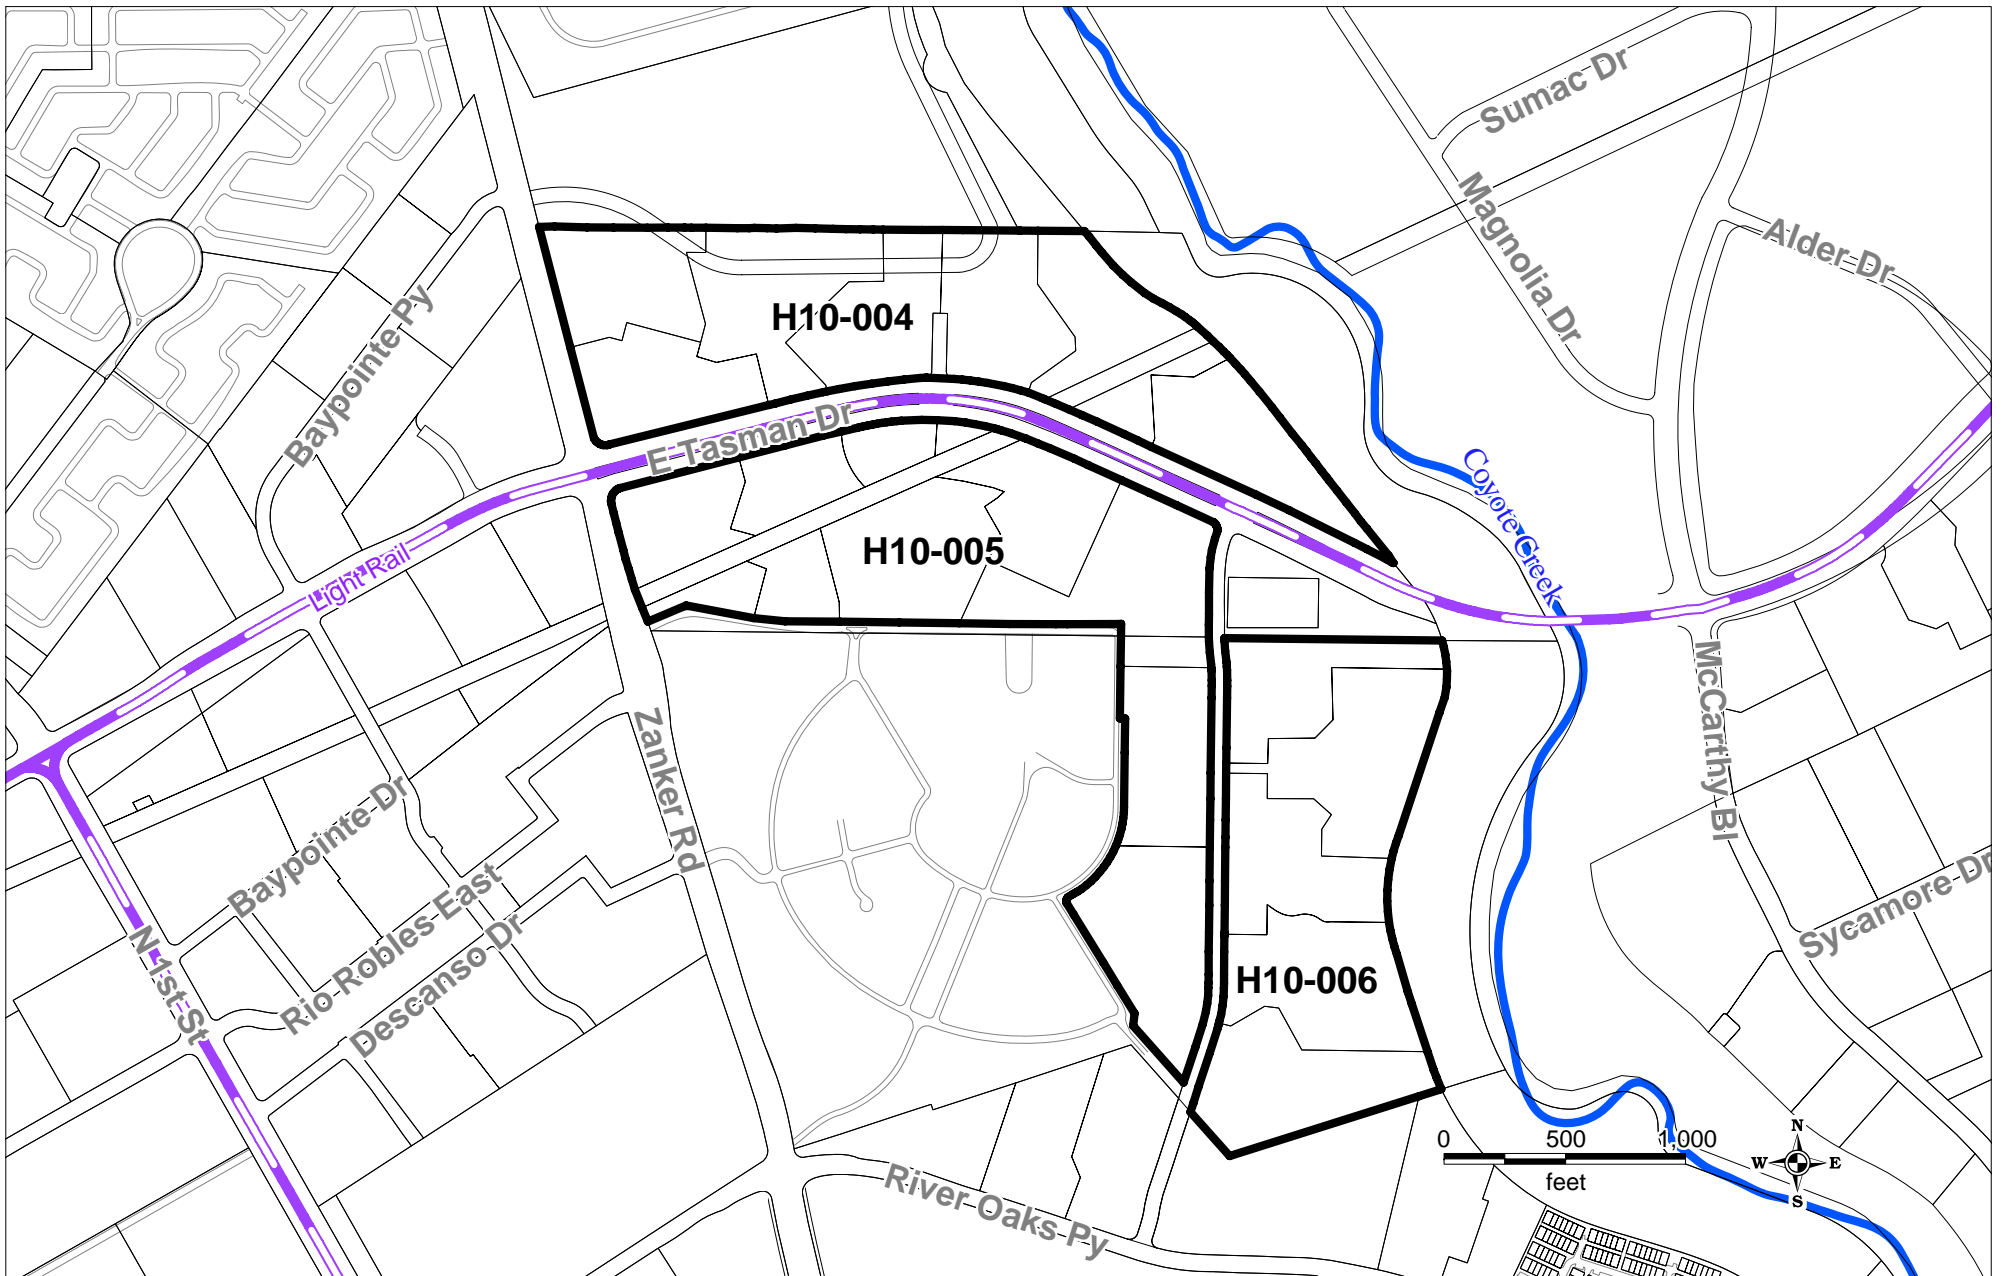 Sumac Dr
Magnolia Dr
Alder Dr
Baypointe Py
H10-004
E Tasman Dr
Coyote Creek
H10-005
Light Rail
McCarthy Bl
Zanker Rd
Baypointe Dr
Rio Robles East
Descanso Dr
N 1st St
Sycamore Dr
H10-006
River Oaks Py
0 500 1,000
feet
N
W E
S